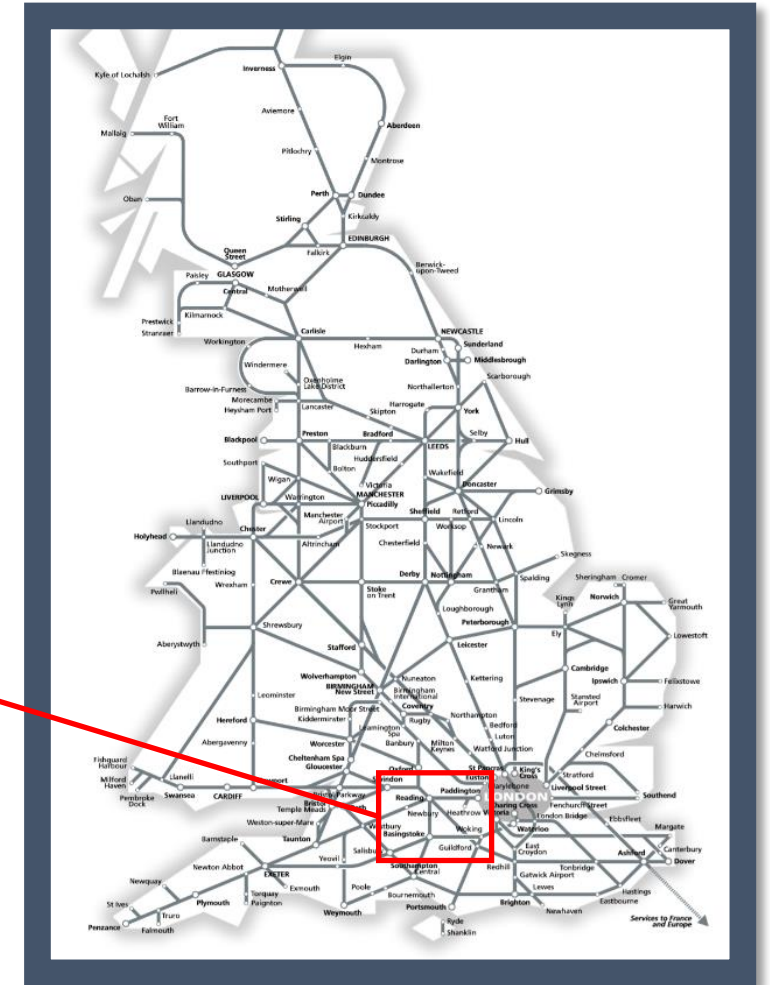 Elgin
Inverness
Kyle of Lochalsh
Aviemore
Fort
William
Mallaig
Aberdeen
Pitlochry
Montrose
Perth
Dundee
Oban
Kirkcaldy
Stirling
EDINBURGH
Queen
Street
Falkirk
Berwick-
upon-Tweed
Paisley
GLASGOW
Central
Motherwell
Kilmarnock
Prestwick
Stranraer
Carlisle
NEWCASTLE
Workington
Hexham
Sunderland
Durham
Darlington
Middlesbrough
Windermere
Scarborough
Oxenholme
Lake District
Barrow-in-Furness
Northallerton
Morecambe
Heysham Port
Lancaster
Harrogate
York
Skipton
Blackpool
Preston
Bradford
Selby
Blackburn
LEEDS
Hull
Huddersfield
Southport
Bolton
Wakefield
Wigan
Victoria
Doncaster
MANCHESTER
LIVERPOOL
Warrington
Piccadilly
Grimsby
Manchester
Airport
Sheffield
Retford
Llandudno
Stockport
Worksop
Lincoln
Holyhead
Chester
Llandudno
Junction
Altrincham
Chesterfield
Newark
Skegness
Blaenau Ffestiniog
Crewe
Derby
Nottingham
Spalding
Sheringham
Cromer
Pwllheli
Wrexham
Stoke
on Trent
Grantham
Kings
Lynn
Norwich
Great
Yarmouth
Loughborough
Peterborough
Shrewsbury
Ely
Lowestoft
Aberystwyth
Stafford
Leicester
Wolverhampton
Cambridge
BIRMINGHAM
New Street
Nuneaton
Kettering
Ipswich
Felixstowe
Birmingham
International
Leominster
Stevenage
Stansted
Airport
Birmingham Moor Street
Coventry
Harwich
Kidderminster
Rugby
Northampton
Hereford
Leamington
Spa
Bedford
Colchester
Abergavenny
Worcester
Banbury
Milton
Keynes
Luton
Watford Junction
Chelmsford
Cheltenham Spa
Gloucester
Fishguard
Harbour
Oxford
St Pancras
King's
Cross
Llanelli
Euston
Stratford
Milford
Haven
Newport
Swindon
Paddington
Marylebone
Liverpool Street
Pembroke
Dock
Swansea
CARDIFF
Bristol Parkway
Reading
LONDON
Southend
Bristol
Temple Meads
Bath
Newbury
Heathrow
Victoria
Charing Cross
Fenchurch Street
London Bridge
Ebbsfleet
Weston-super-Mare
Westbury
Basingstoke
Woking
Waterloo
Margate
Barnstaple
Taunton
Guildford
East
Croydon
Canterbury
Yeovil
Salisbury
Tonbridge
Ashford
Dover
Newton Abbot
EXETER
Southampton
Central
Redhill
Gatwick Airport
Newquay
Exmouth
Poole
Lewes
Hastings
Torquay
Paignton
Bournemouth
Eastbourne
St Ives
Truro
Plymouth
Weymouth
Portsmouth
Brighton
Newhaven
Penzance
Falmouth
Ryde
Shanklin
Services to France
and Europe